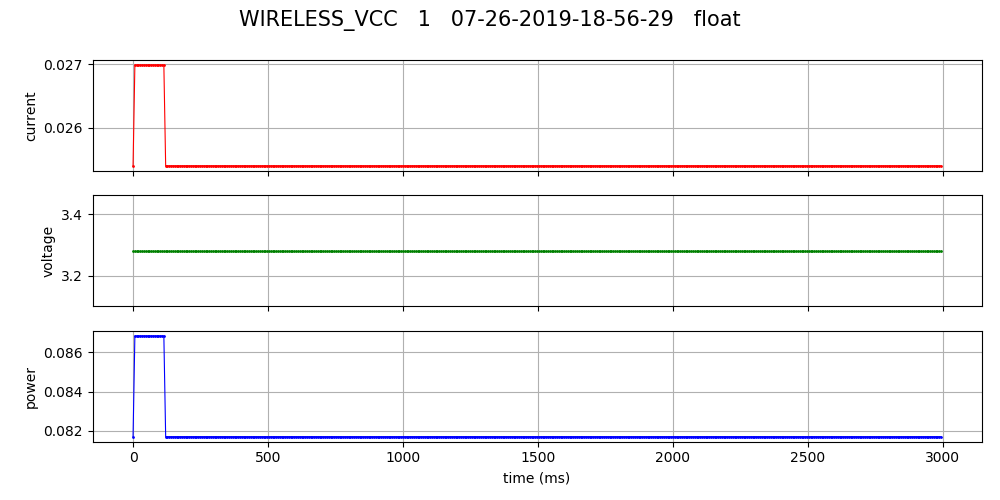 WIRELESS_VCC 1 07-26-2019-18-56-29 float
0.027
0.026
current
3.4
3.2
voltage
0.086
0.084
0.082
power
0 500 1000 1500 2000 2500 3000
time (ms)